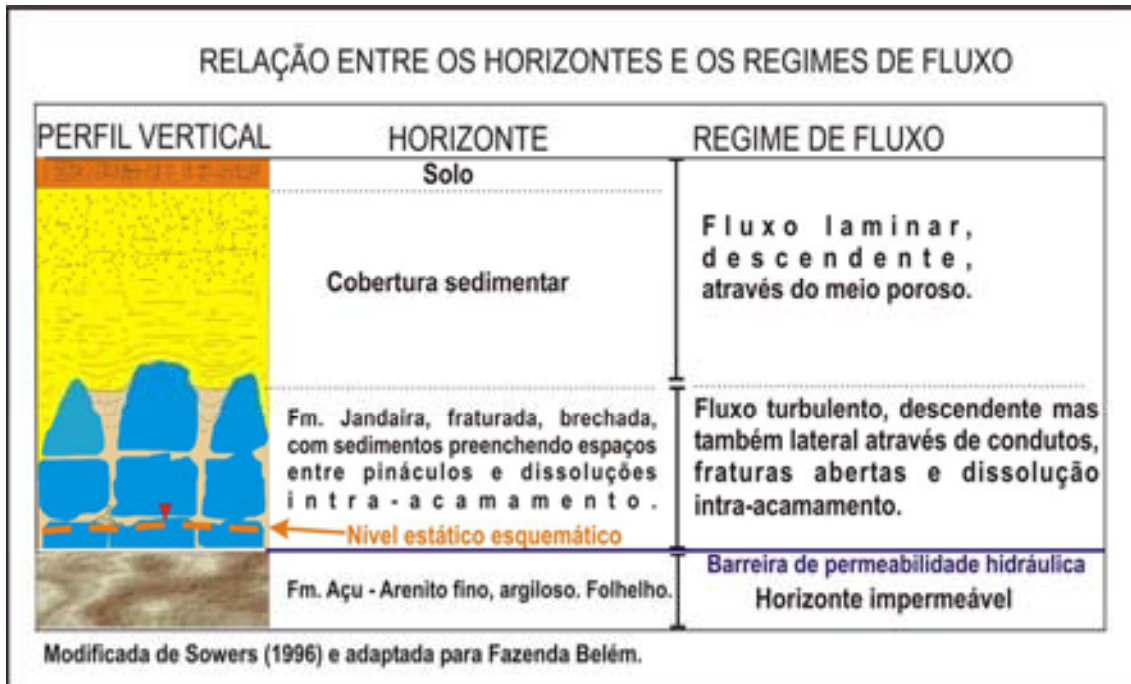 RELAÇÃO ENTRE OS HORIZONTES E OS REGIMES DE FLUXO
PERFIL VERTICAL
HORIZONTE
REGIME DE FLUXO
Solo
Cobertura sedimentar
Fluxo laminar,
descendente,
através do meio poroso.
Fm. Jandaíra, fraturada, brechada,
com sedimentos preenchendo espaços
entre pináculos e dissoluções
intra-acamamento.
Fluxo turbulento, descendente mas
também lateral através de condutos,
fraturas abertas e dissolução
intra-acamamento.
Nível estático esquemático
Barreira de permeabilidade hidráulica
Fm. Açu - Arenito fino, argiloso. Folhelho.
Horizonte impermeável
Modificada de Sowers (1996) e adaptada para Fazenda Belém.